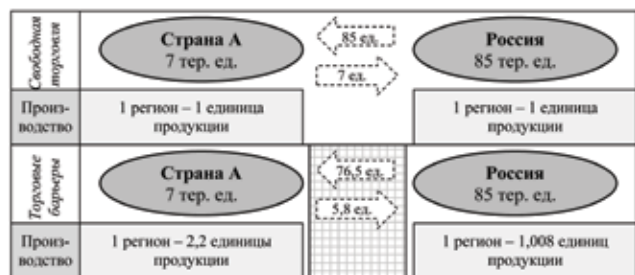 Свободная
торговля
Страна А
7 тер. ед.
85 ед.
7 ед.
Россия
85 тер. ед.
Произ-
водство
1 регион – 1 единица
продукции
1 регион – 1 единица
продукции
Торговые
барьеры
Страна А
7 тер. ед.
76,5 ед.
5,8 ед.
Россия
85 тер. ед.
Произ-
водство
1 регион – 2,2 единицы
продукции
1 регион – 1,008 единиц
продукции